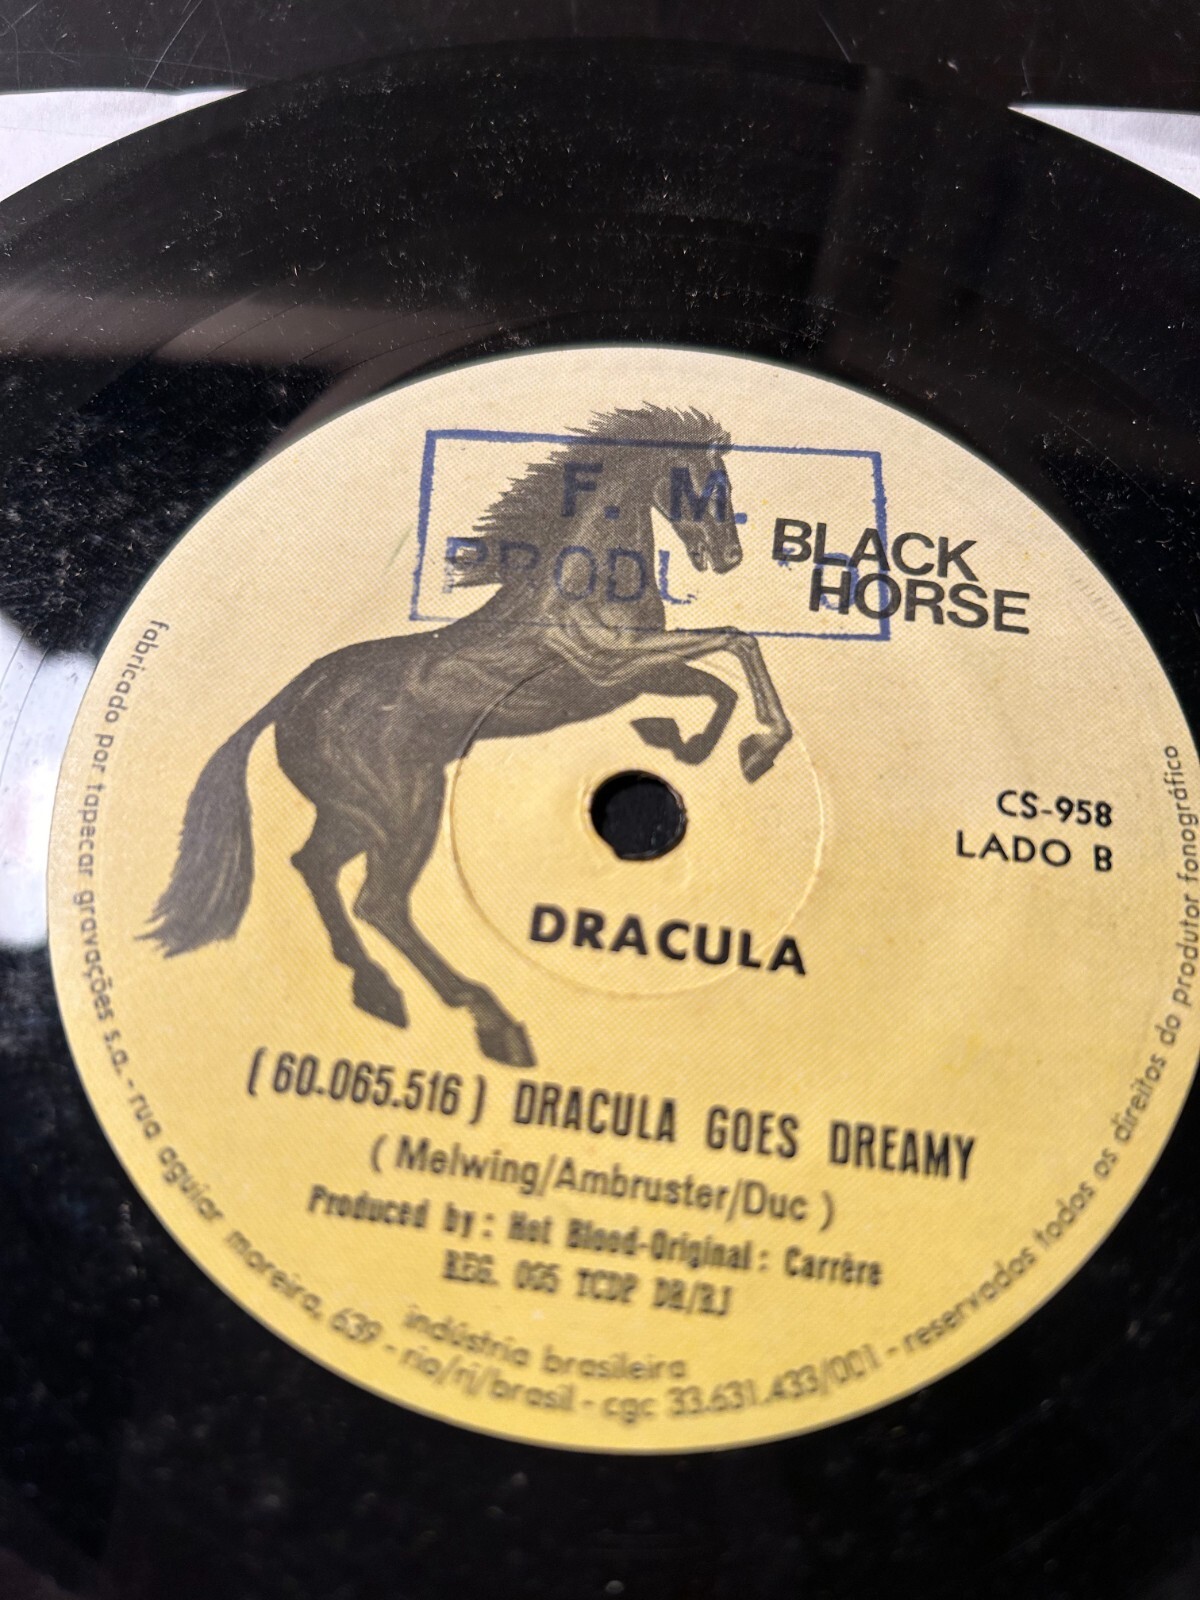 F. M.
BLACK
HORSE
CS-958
LADO B
DRACULA
(60.065.516) DRACULA GOES DREAMY
(Melwing/Ambruster/Duc)
Produced by: Hot Blood-Original: Carrère
REG. 005 TCDP DR/RJ
indústria brasileira
fabricado por tapecar gravações s.a. - rua aguiar moreira, 639 - rio/rj/brasil - cgc 33.631.433/001 - reservados todos os direitos do produtor fonográfico